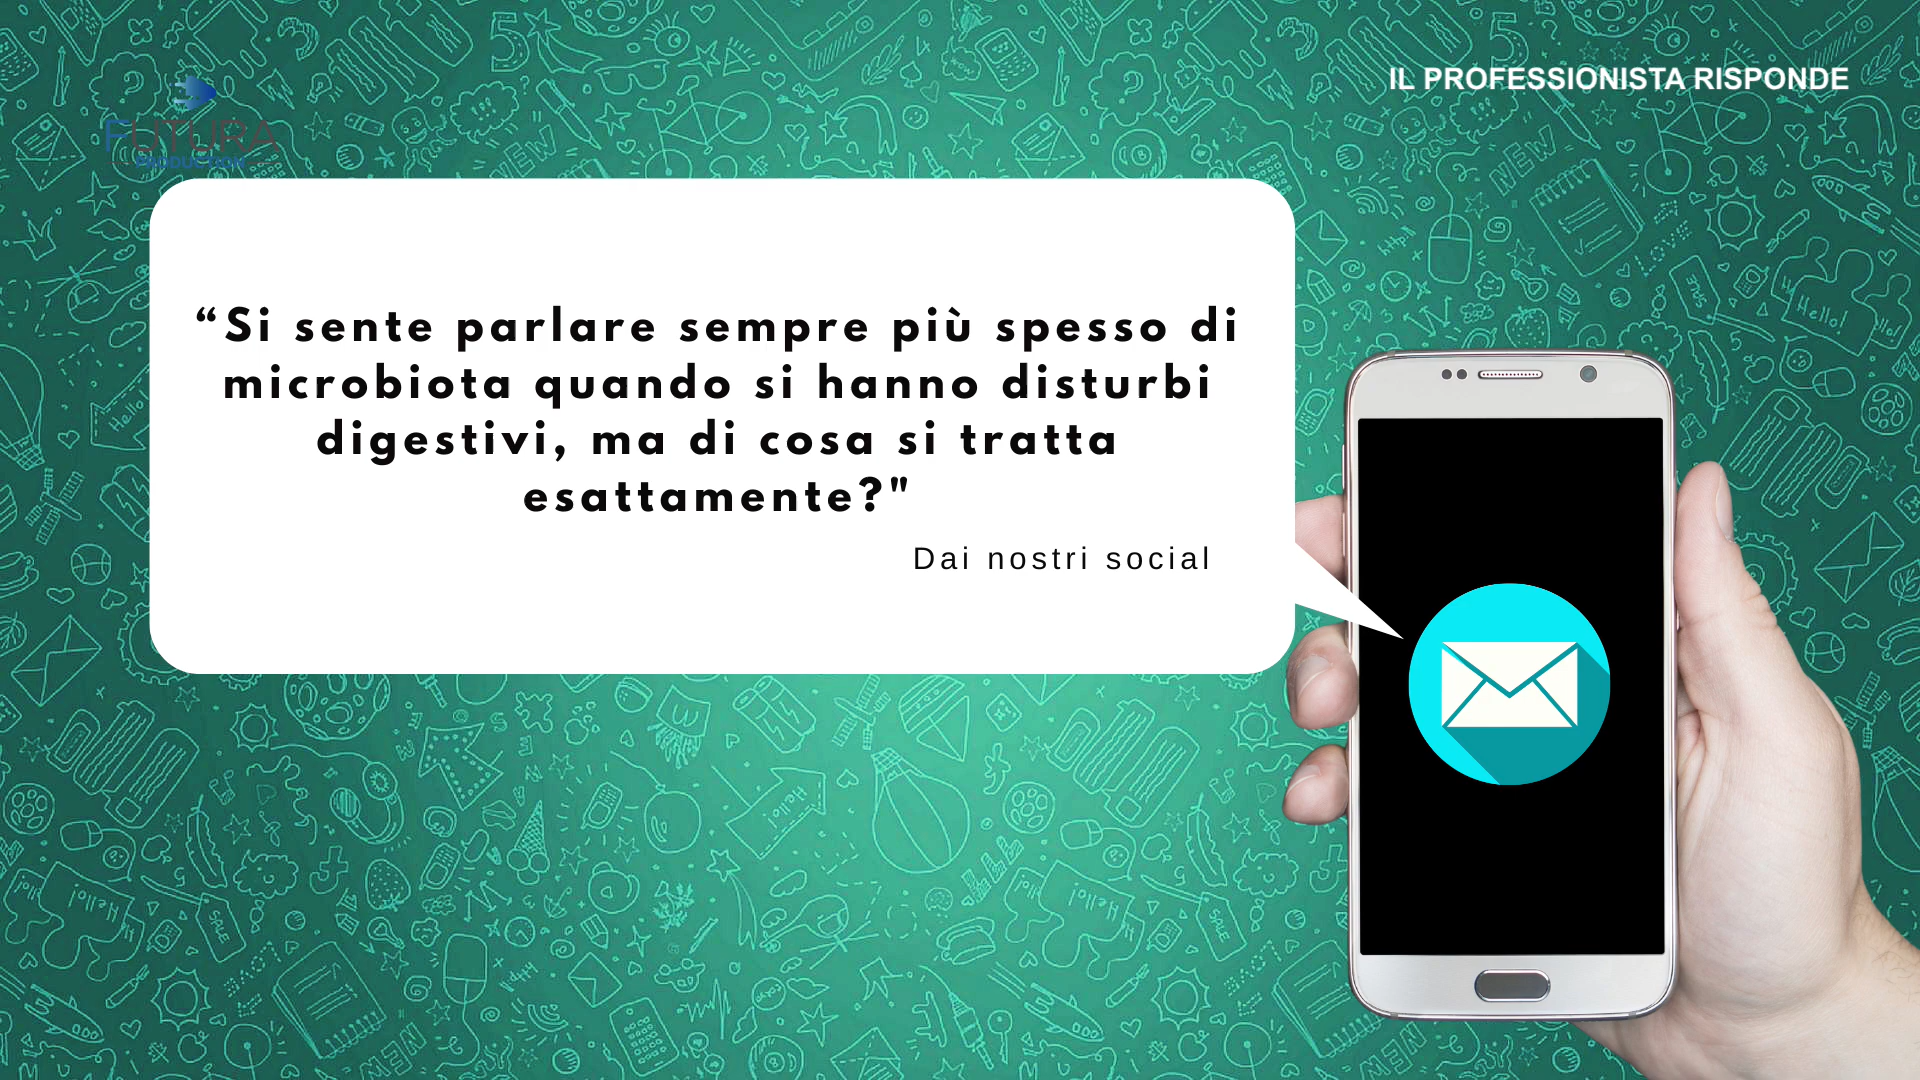 IL PROFESSIONISTA RISPONDE
FUTURA
PRODUCTION
“Si sente parlare sempre più spesso di
microbiota quando si hanno disturbi
digestivi, ma di cosa si tratta
esattamente?"
Dai nostri social